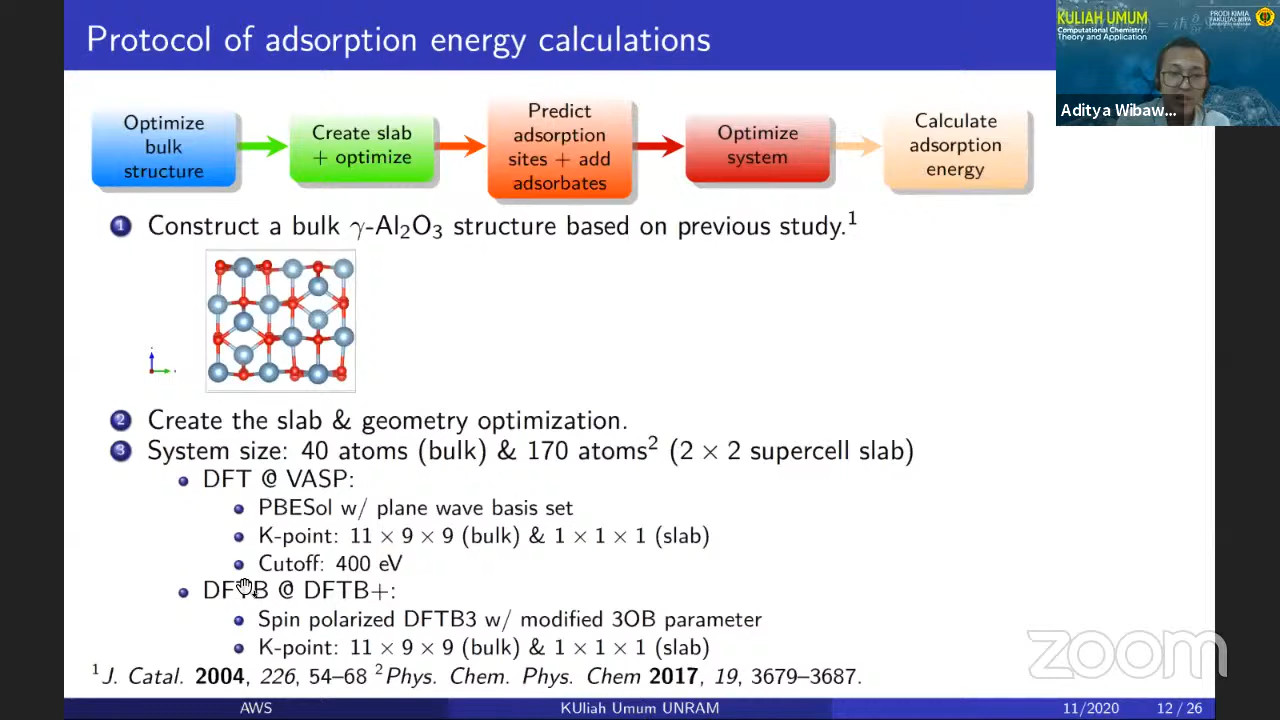 Protocol of adsorption energy calculations
KULIAH UMUM
Computational Chemistry:
Theory and Application
PRODI KIMIA
FAKULTAS MIPA
Aditya Wibaw...
Optimize
bulk
structure
Create slab
+ optimize
Predict
adsorption
sites + add
adsorbates
Optimize
system
Calculate
adsorption
energy
1 Construct a bulk γ-Al₂O₃ structure based on previous study.¹
2 Create the slab & geometry optimization.
3 System size: 40 atoms (bulk) & 170 atoms² (2 × 2 supercell slab)
DFT @ VASP:
PBESol w/ plane wave basis set
K-point: 11 × 9 × 9 (bulk) & 1 × 1 × 1 (slab)
Cutoff: 400 eV
DFTB @ DFTB+:
Spin polarized DFTB3 w/ modified 3OB parameter
K-point: 11 × 9 × 9 (bulk) & 1 × 1 × 1 (slab)
¹J. Catal. 2004, 226, 54–68 ²Phys. Chem. Phys. Chem 2017, 19, 3679–3687.
zoom
AWS KUliah Umum UNRAM 11/2020 12 / 26